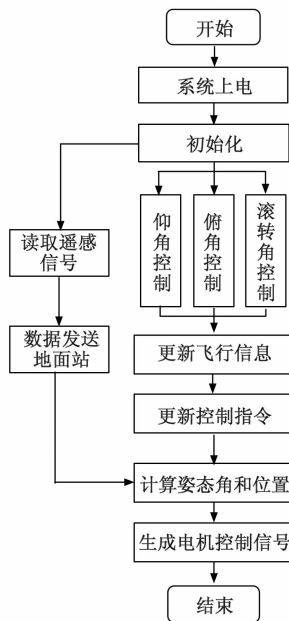 开始
系统上电
初始化
仰角控制
俯角控制
滚转角控制
读取遥感
信号
数据发送
地面站
更新飞行信息
更新控制指令
计算姿态角和位置
生成电机控制信号
结束